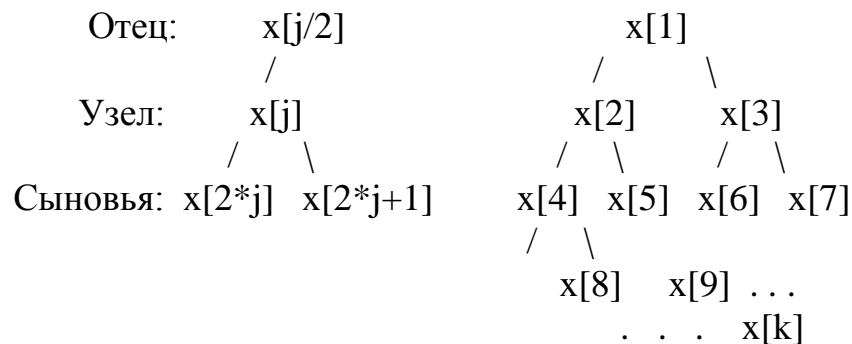 Отец: x[j/2] x[1]
/ / \
Узел: x[j] x[2] x[3]
/ \ / \ / \
Сыновья: x[2*j] x[2*j+1] x[4] x[5] x[6] x[7]
/ \
x[8] x[9] . . .
. . . x[k]